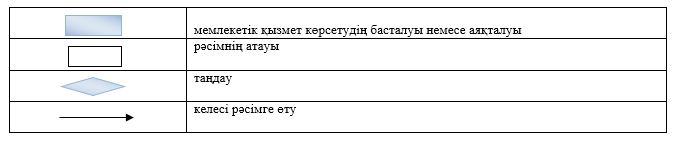 мемлекеттік қызмет көрсетудің басталуы немесе аяқталуы
рәсімнің атауы
таңдау
келесі рәсімге өту